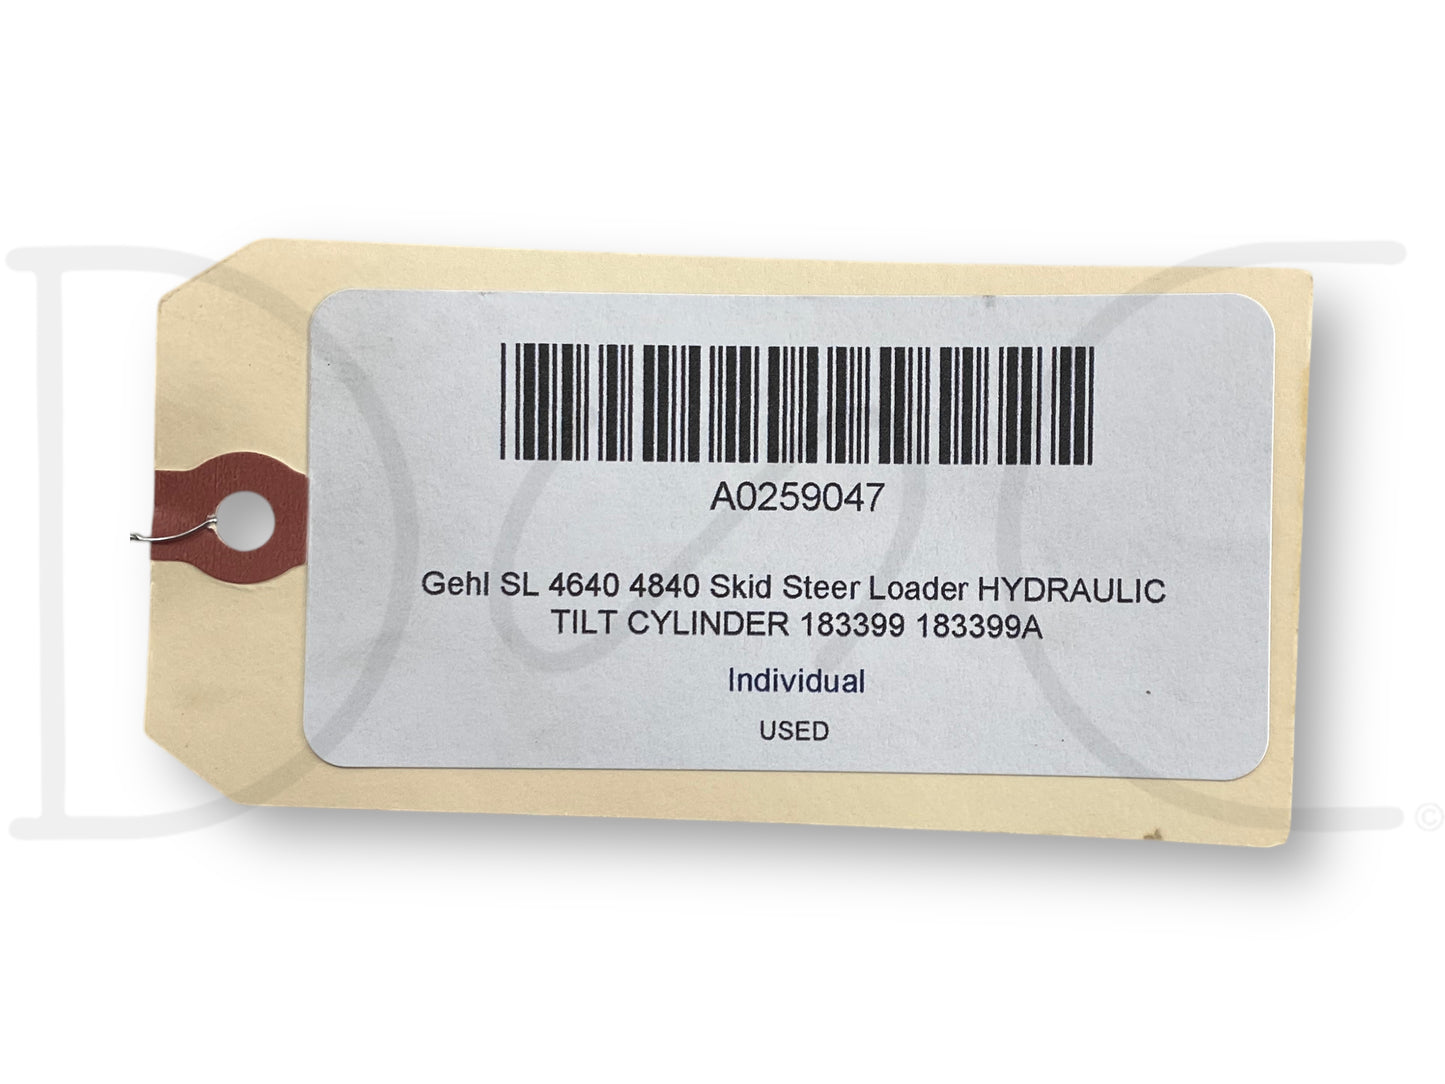 A0259047
Gehl SL 4640 4840 Skid Steer Loader HYDRAULIC
TILT CYLINDER 183399 183399A
Individual
USED
D&C ©